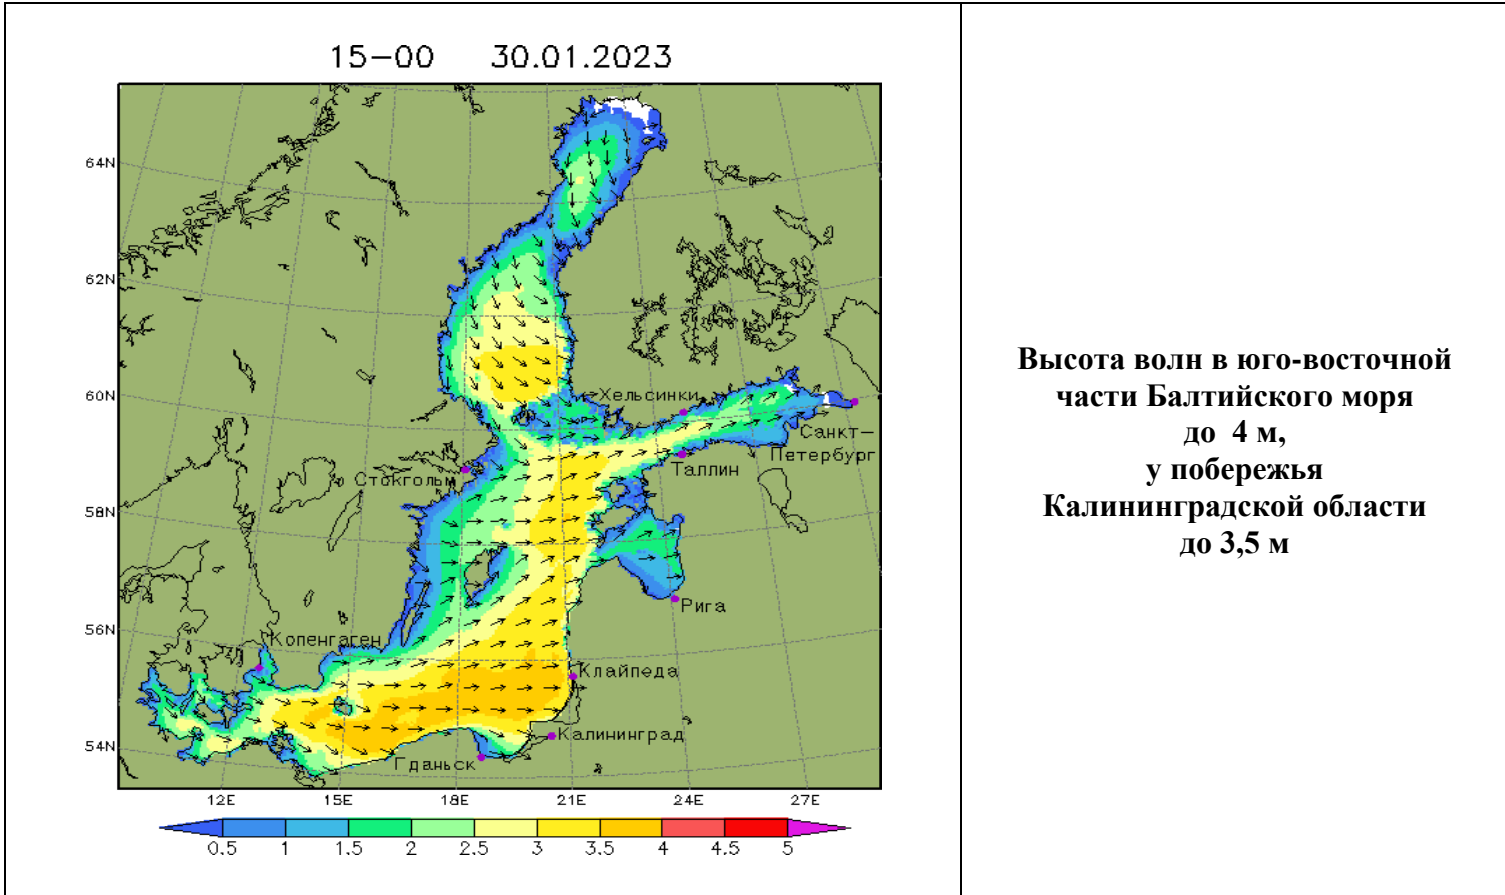 15-00 30.01.2023
64N
62N
60N
58N
56N
54N
Хельсинки
Санкт-
Петербург
Таллин
Стокгольм
Рига
Копенгаген
Клайпеда
Калининград
Гданьск
12E 15E 18E 21E 24E 27E
0.5 1 1.5 2 2.5 3 3.5 4 4.5 5
Высота волн в юго-восточной
части Балтийского моря
до 4 м,
у побережья
Калининградской области
до 3,5 м